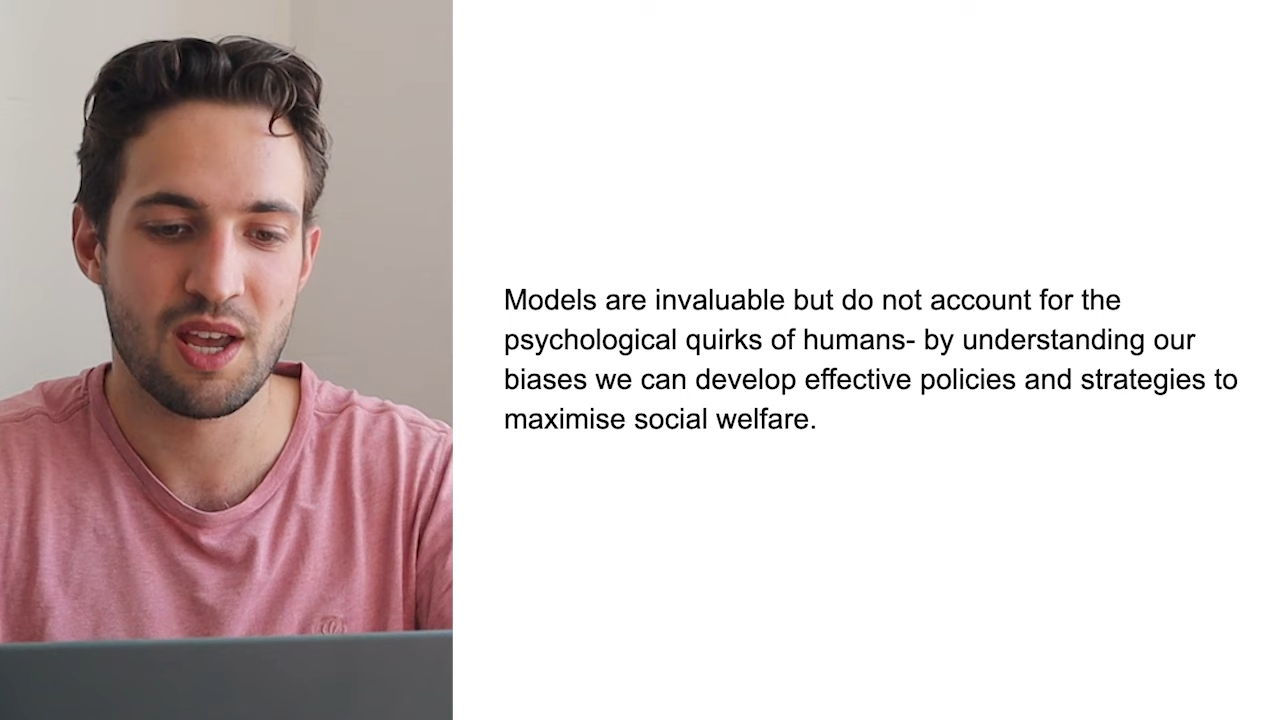 Models are invaluable but do not account for the
psychological quirks of humans- by understanding our
biases we can develop effective policies and strategies to
maximise social welfare.